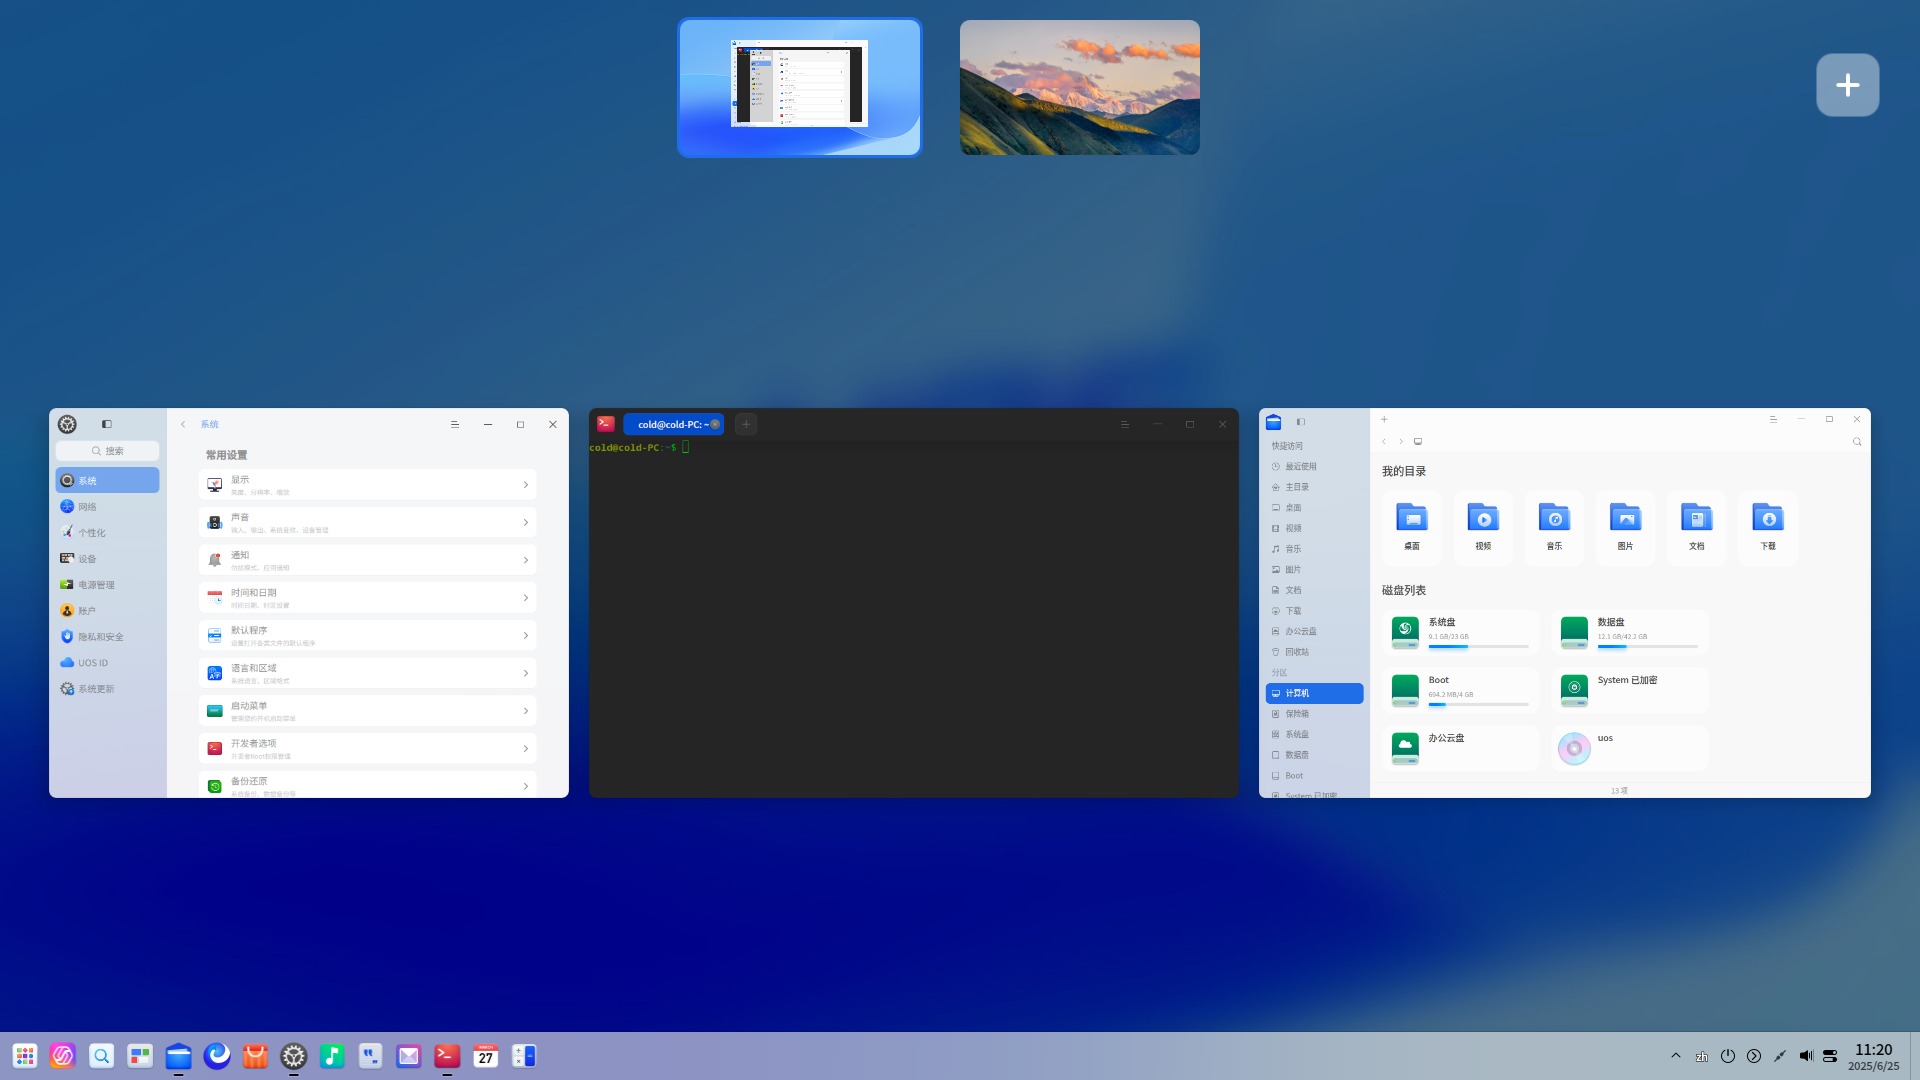 系统
搜索
系统
网络
个性化
设备
电源管理
账户
隐私和安全
UOS ID
系统更新
常用设置
显示
亮度、分辨率、缩放
声音
输入、输出、系统音效、设备管理
通知
勿扰模式、应用通知
时间和日期
时间日期、时区设置
默认程序
设置打开各类文件的默认程序
语言和区域
系统语言、区域格式
启动菜单
管理您的开机启动菜单
开发者选项
开发者Root权限管理
备份还原
系统备份、数据备份等
cold@cold-PC: ~
cold@cold-PC:~$
快捷访问
最近使用
主目录
桌面
视频
音乐
图片
文档
下载
办公云盘
回收站
分区
计算机
保险箱
系统盘
数据盘
Boot
System 已加密
我的目录
桌面
视频
音乐
图片
文档
下载
磁盘列表
系统盘
9.1 GB/23 GB
数据盘
12.1 GB/42.2 GB
Boot
694.2 MB/4 GB
System 已加密
办公云盘
uos
13 项
MARCH
27
zh
11:20
2025/6/25